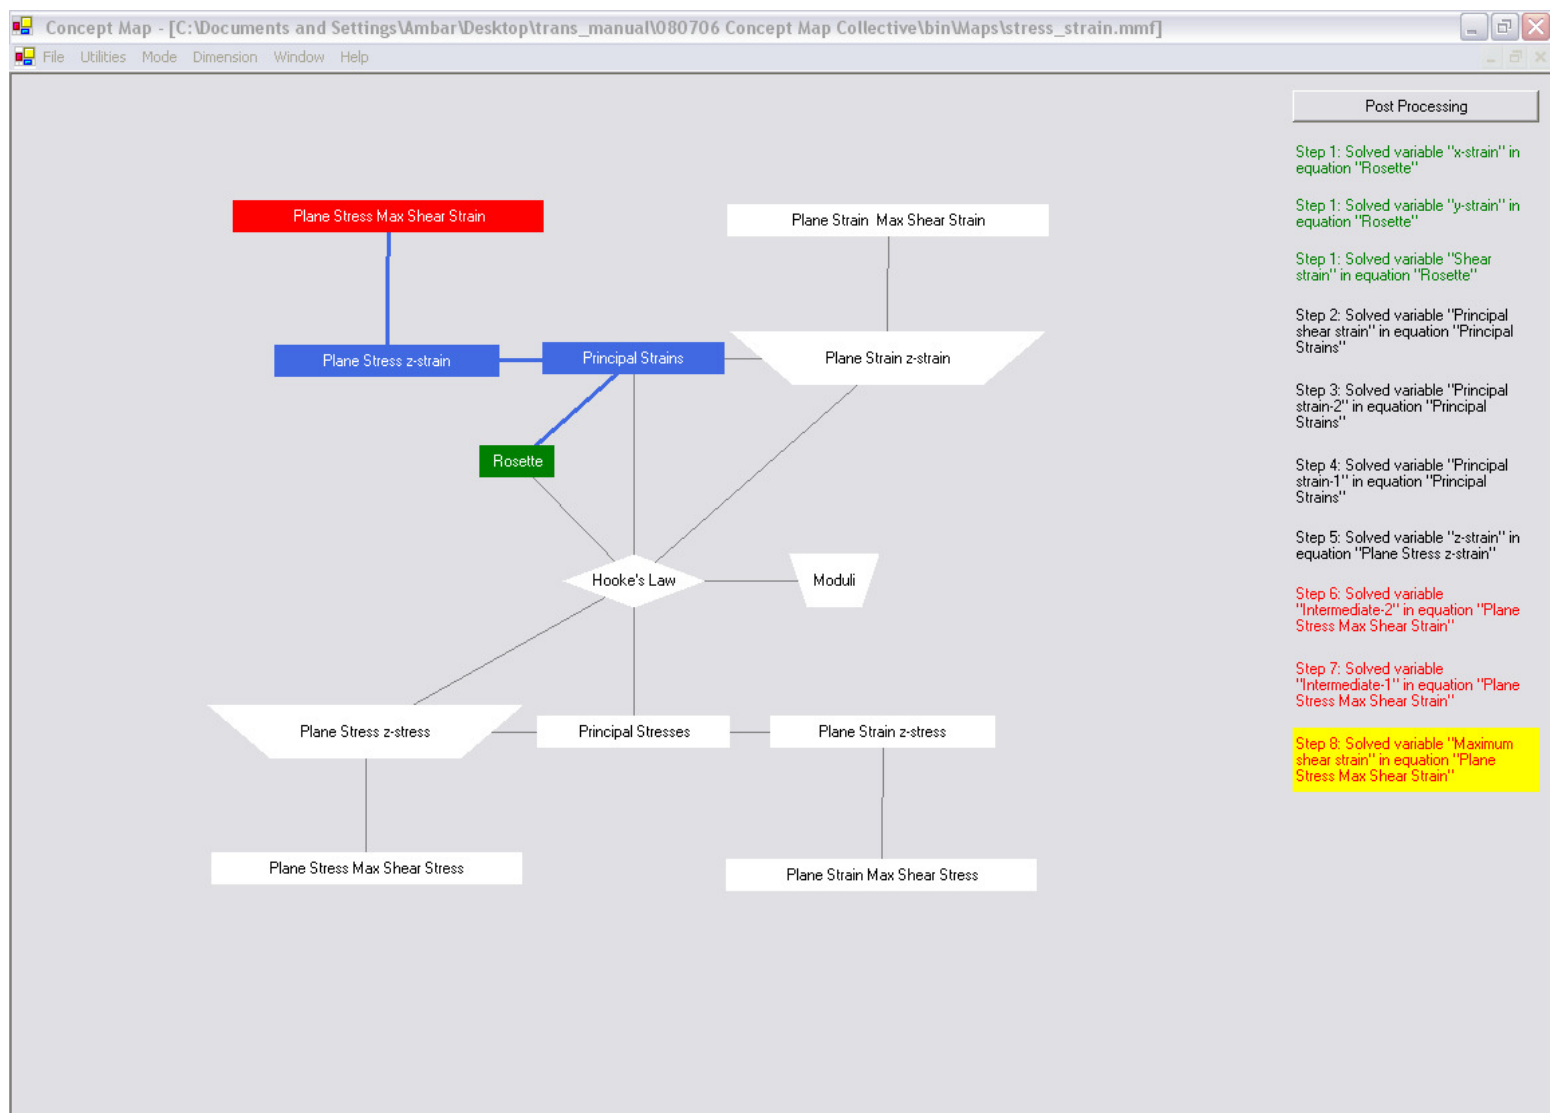 Concept Map - [C:\Documents and Settings\Ambar\Desktop\trans_manual\080706 Concept Map Collective\bin\Maps\stress_strain.mmf]
File Utilities Mode Dimension Window Help
Post Processing
Step 1: Solved variable "x-strain" in
equation "Rosette"
Step 1: Solved variable "y-strain" in
equation "Rosette"
Step 1: Solved variable "Shear
strain" in equation "Rosette"
Step 2: Solved variable "Principal
shear strain" in equation "Principal
Strains"
Step 3: Solved variable "Principal
strain-2" in equation "Principal
Strains"
Step 4: Solved variable "Principal
strain-1" in equation "Principal
Strains"
Step 5: Solved variable "z-strain" in
equation "Plane Stress z-strain"
Step 6: Solved variable
"Intermediate-2" in equation "Plane
Stress Max Shear Strain"
Step 7: Solved variable
"Intermediate-1" in equation "Plane
Stress Max Shear Strain"
Step 8: Solved variable "Maximum
shear strain" in equation "Plane
Stress Max Shear Strain"
Plane Stress Max Shear Strain
Plane Strain  Max Shear Strain
Plane Stress z-strain
Principal Strains
Plane Strain z-strain
Rosette
Hooke's Law
Moduli
Plane Stress z-stress
Principal Stresses
Plane Strain z-stress
Plane Stress Max Shear Stress
Plane Strain Max Shear Stress